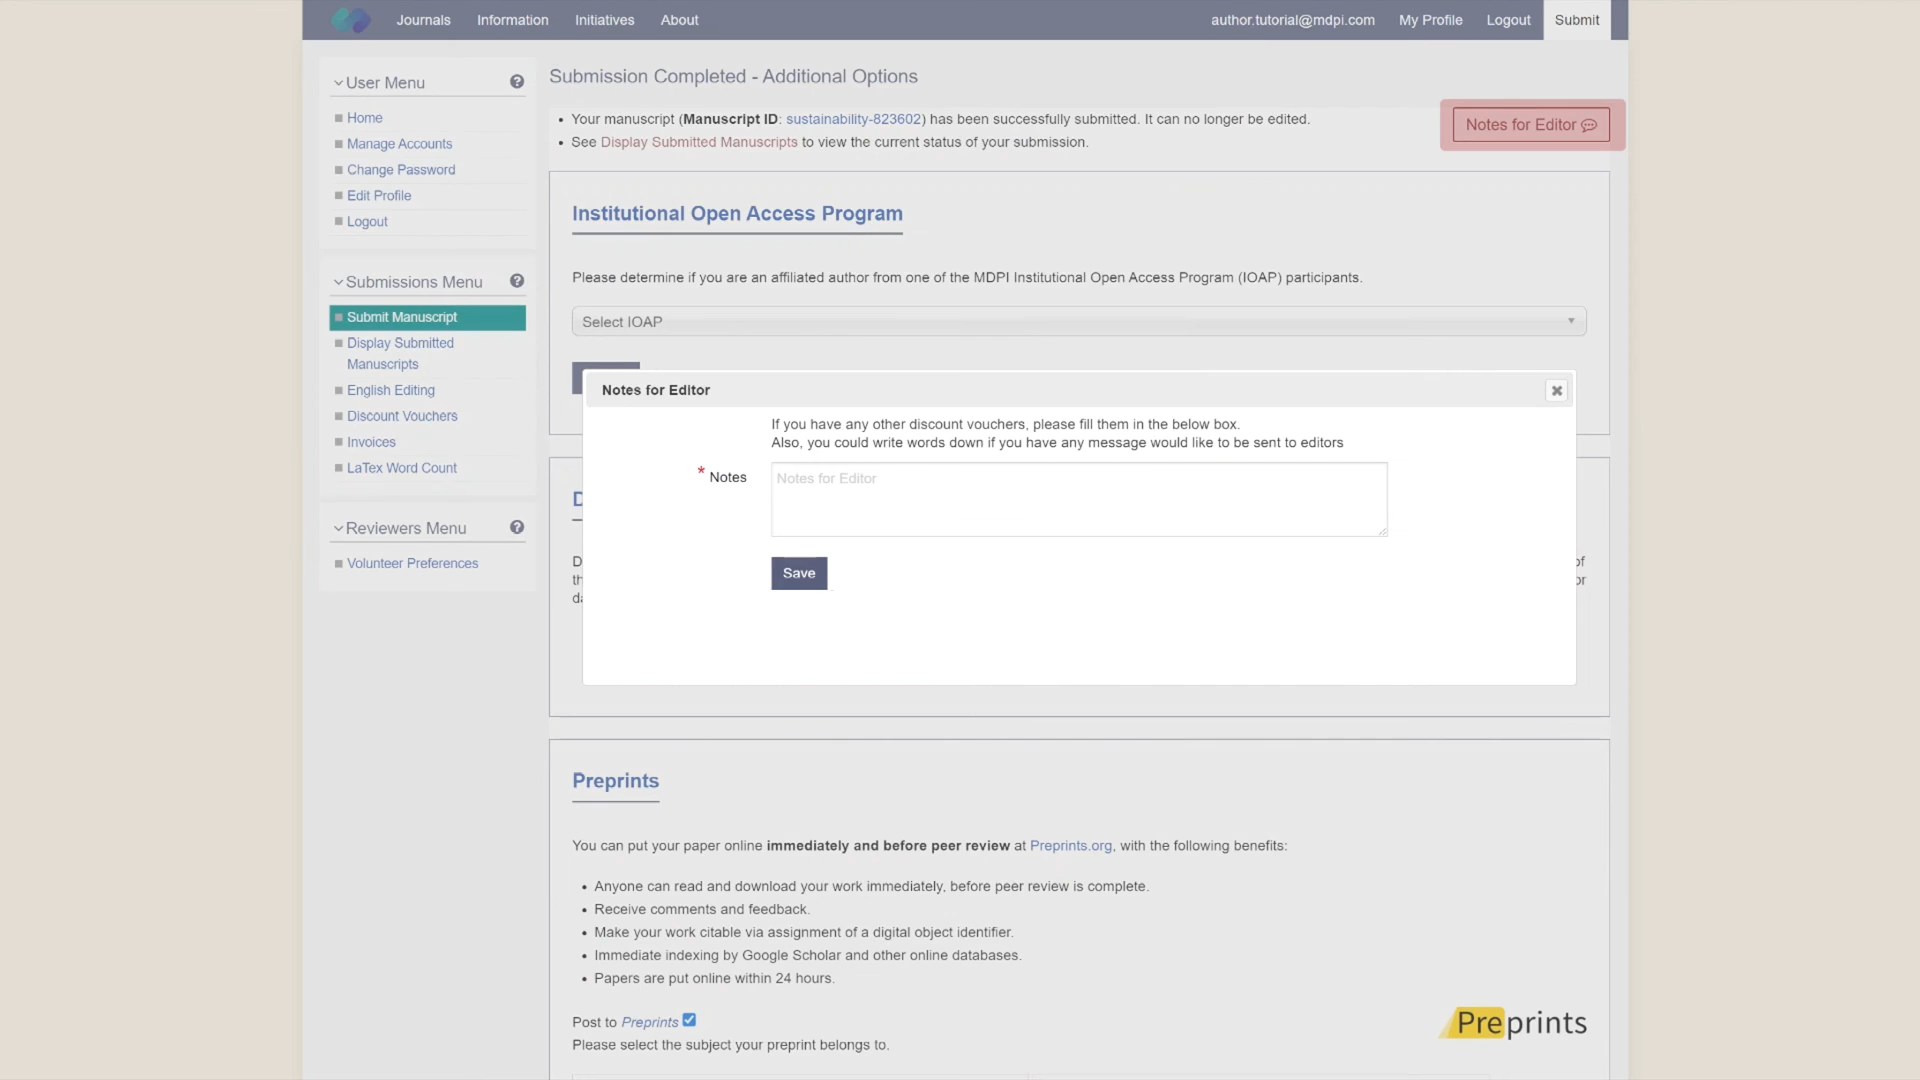 Journals Information Initiatives About author.tutorial@mdpi.com My Profile Logout Submit
User Menu
Home
Manage Accounts
Change Password
Edit Profile
Logout
Submissions Menu
Submit Manuscript
Display Submitted
Manuscripts
English Editing
Discount Vouchers
Invoices
LaTex Word Count
Reviewers Menu
Volunteer Preferences
Submission Completed - Additional Options
Your manuscript (Manuscript ID: sustainability-823602) has been successfully submitted. It can no longer be edited.
See Display Submitted Manuscripts to view the current status of your submission.
Notes for Editor
Institutional Open Access Program
Please determine if you are an affiliated author from one of the MDPI Institutional Open Access Program (IOAP) participants.
Select IOAP
Notes for Editor
If you have any other discount vouchers, please fill them in the below box.
Also, you could write words down if you have any message would like to be sent to editors
* Notes
Notes for Editor
Save
Preprints
You can put your paper online immediately and before peer review at Preprints.org, with the following benefits:
Anyone can read and download your work immediately, before peer review is complete.
Receive comments and feedback.
Make your work citable via assignment of a digital object identifier.
Immediate indexing by Google Scholar and other online databases.
Papers are put online within 24 hours.
Post to Preprints
Please select the subject your preprint belongs to.
Preprints